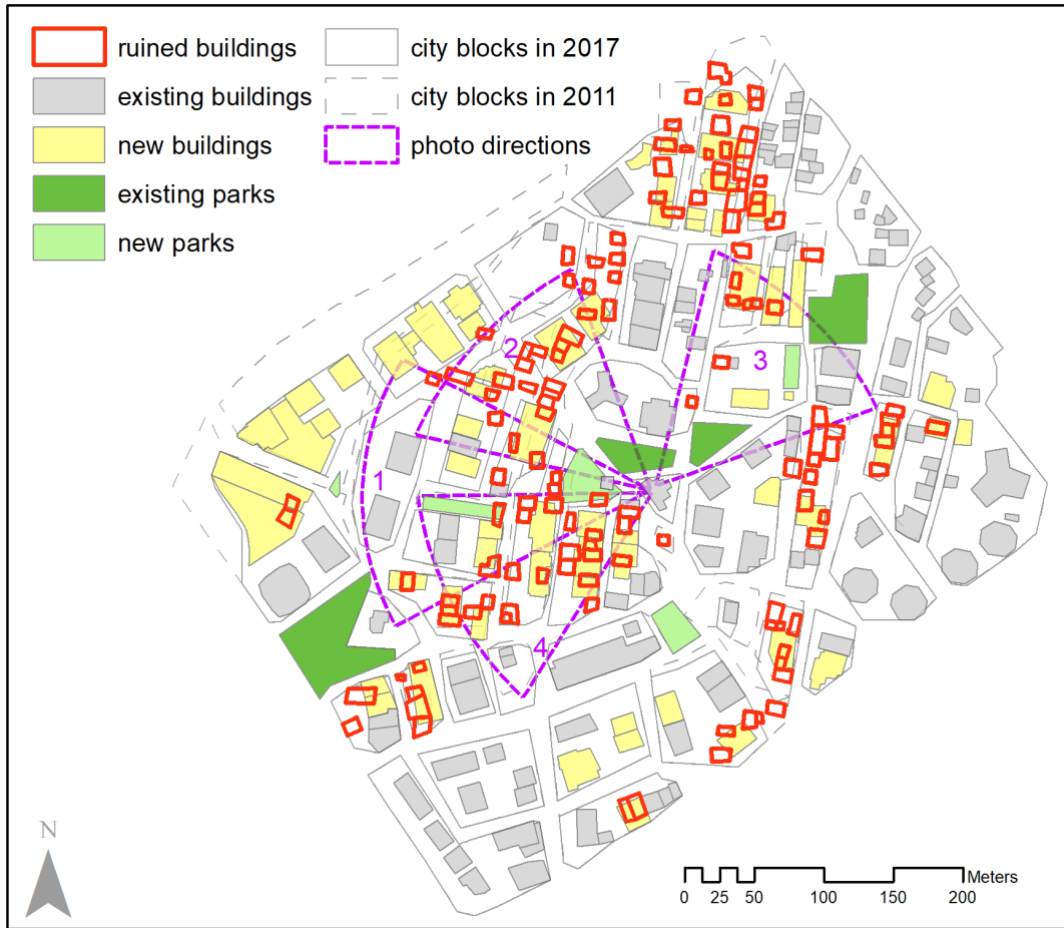 ruined buildings
city blocks in 2017
existing buildings
city blocks in 2011
new buildings
photo directions
existing parks
new parks
2
3
1
4
N
Meters
0 25 50 100 150 200